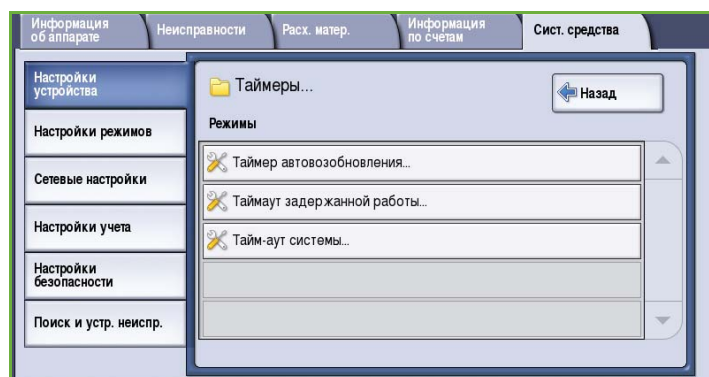 Информация
об аппарате
Неисправности
Расх. матер.
Информация
по счетам
Сист. средства
Настройки
устройства
Настройки режимов
Сетевые настройки
Настройки учета
Настройки
безопасности
Поиск и устр. неиспр.
Таймеры...
Назад
Режимы
Таймер автовозобновления...
Таймаут задержанной работы...
Тайм-аут системы...